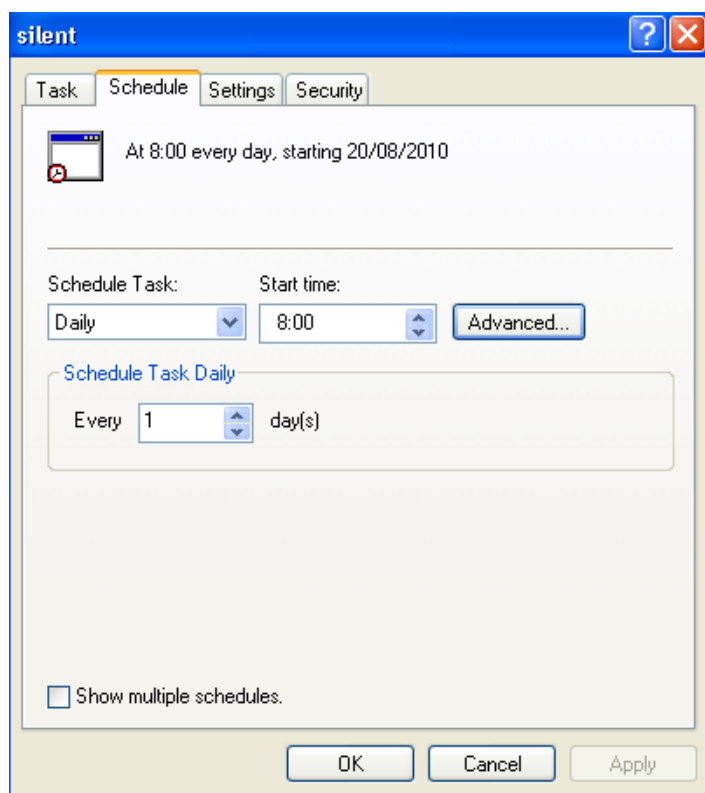 silent
Task Schedule Settings Security
At 8:00 every day, starting 20/08/2010
Schedule Task: Start time:
Daily 8:00 Advanced...
Schedule Task Daily
Every 1 day(s)
Show multiple schedules.
OK Cancel Apply